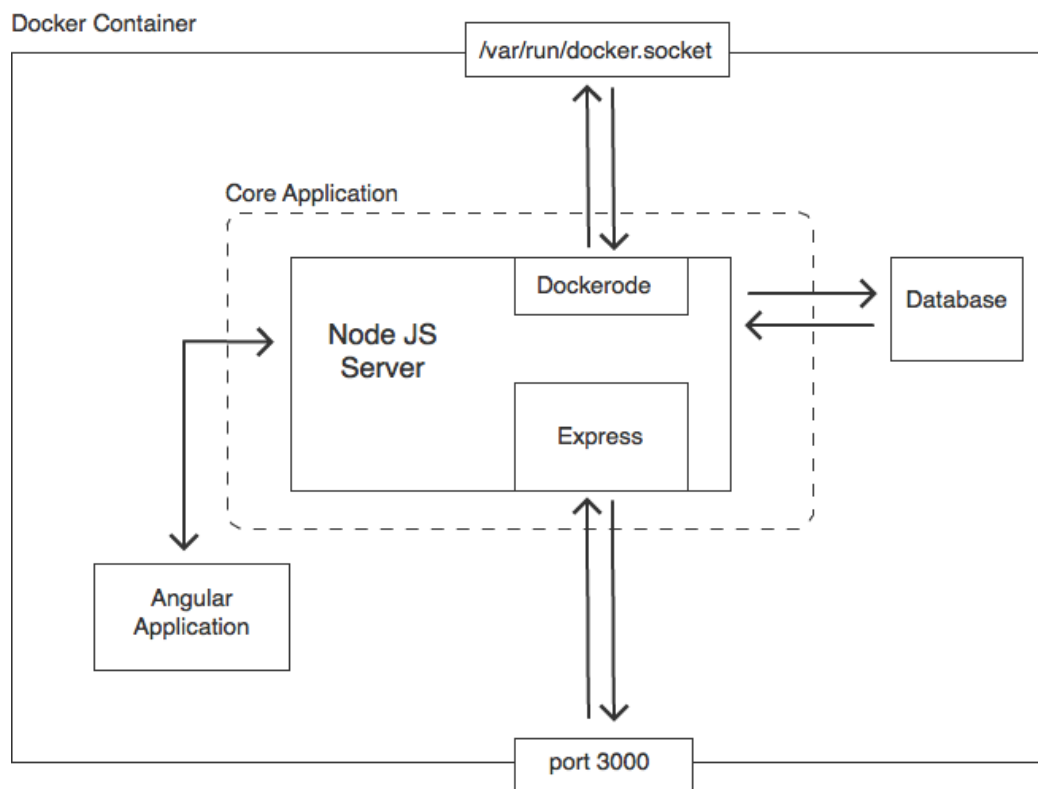 Docker Container
/var/run/docker.socket
Core Application
Dockerode
Node JS
Server
Database
Express
Angular
Application
port 3000